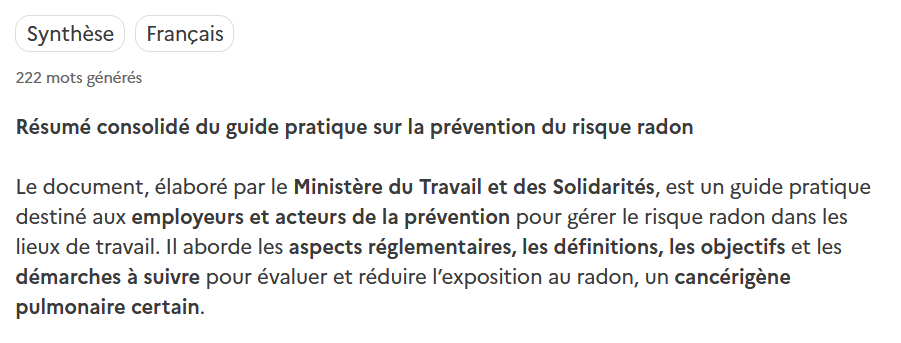 Synthèse Français
222 mots générés
Résumé consolidé du guide pratique sur la prévention du risque radon
Le document, élaboré par le Ministère du Travail et des Solidarités, est un guide pratique
destiné aux employeurs et acteurs de la prévention pour gérer le risque radon dans les
lieux de travail. Il aborde les aspects réglementaires, les définitions, les objectifs et les
démarches à suivre pour évaluer et réduire l’exposition au radon, un cancérigène
pulmonaire certain.